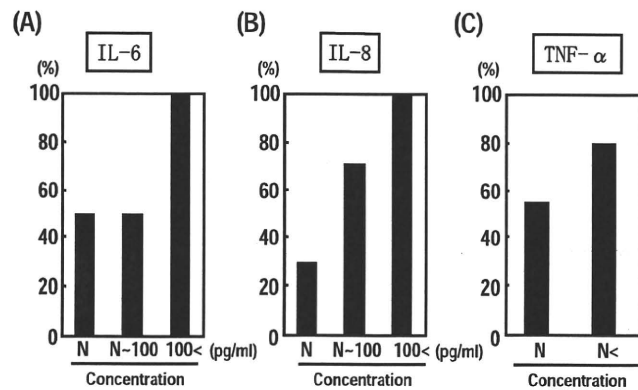 (A)
IL-6
(%)
100
80
60
40
20
0
N N~100 100< (pg/ml)
Concentration
(B)
IL-8
(%)
100
80
60
40
20
0
N N~100 100< (pg/ml)
Concentration
(C)
TNF-α
(%)
100
80
60
40
20
0
N N<
Concentration